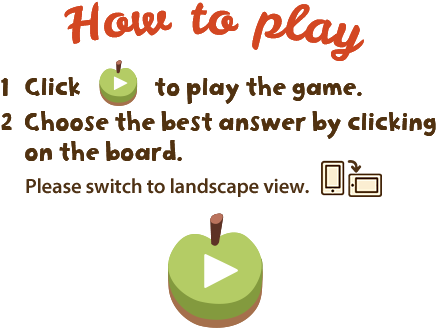 How to play
1 Click to play the game.
2 Choose the best answer by clicking
on the board.
Please switch to landscape view.